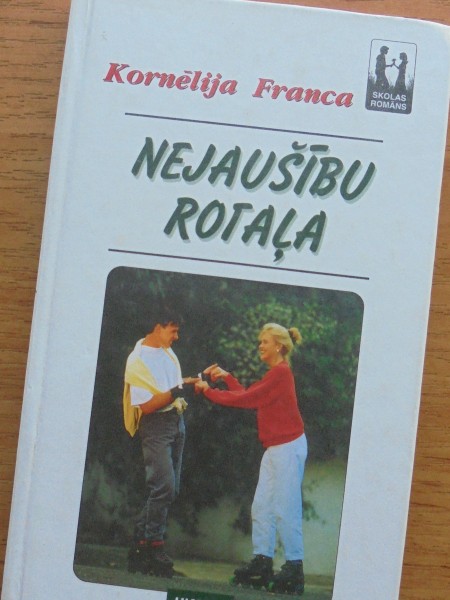 Kornēlija Franca
SKOLAS
ROMĀNS
NEJAUŠĪBU
ROTAĻA